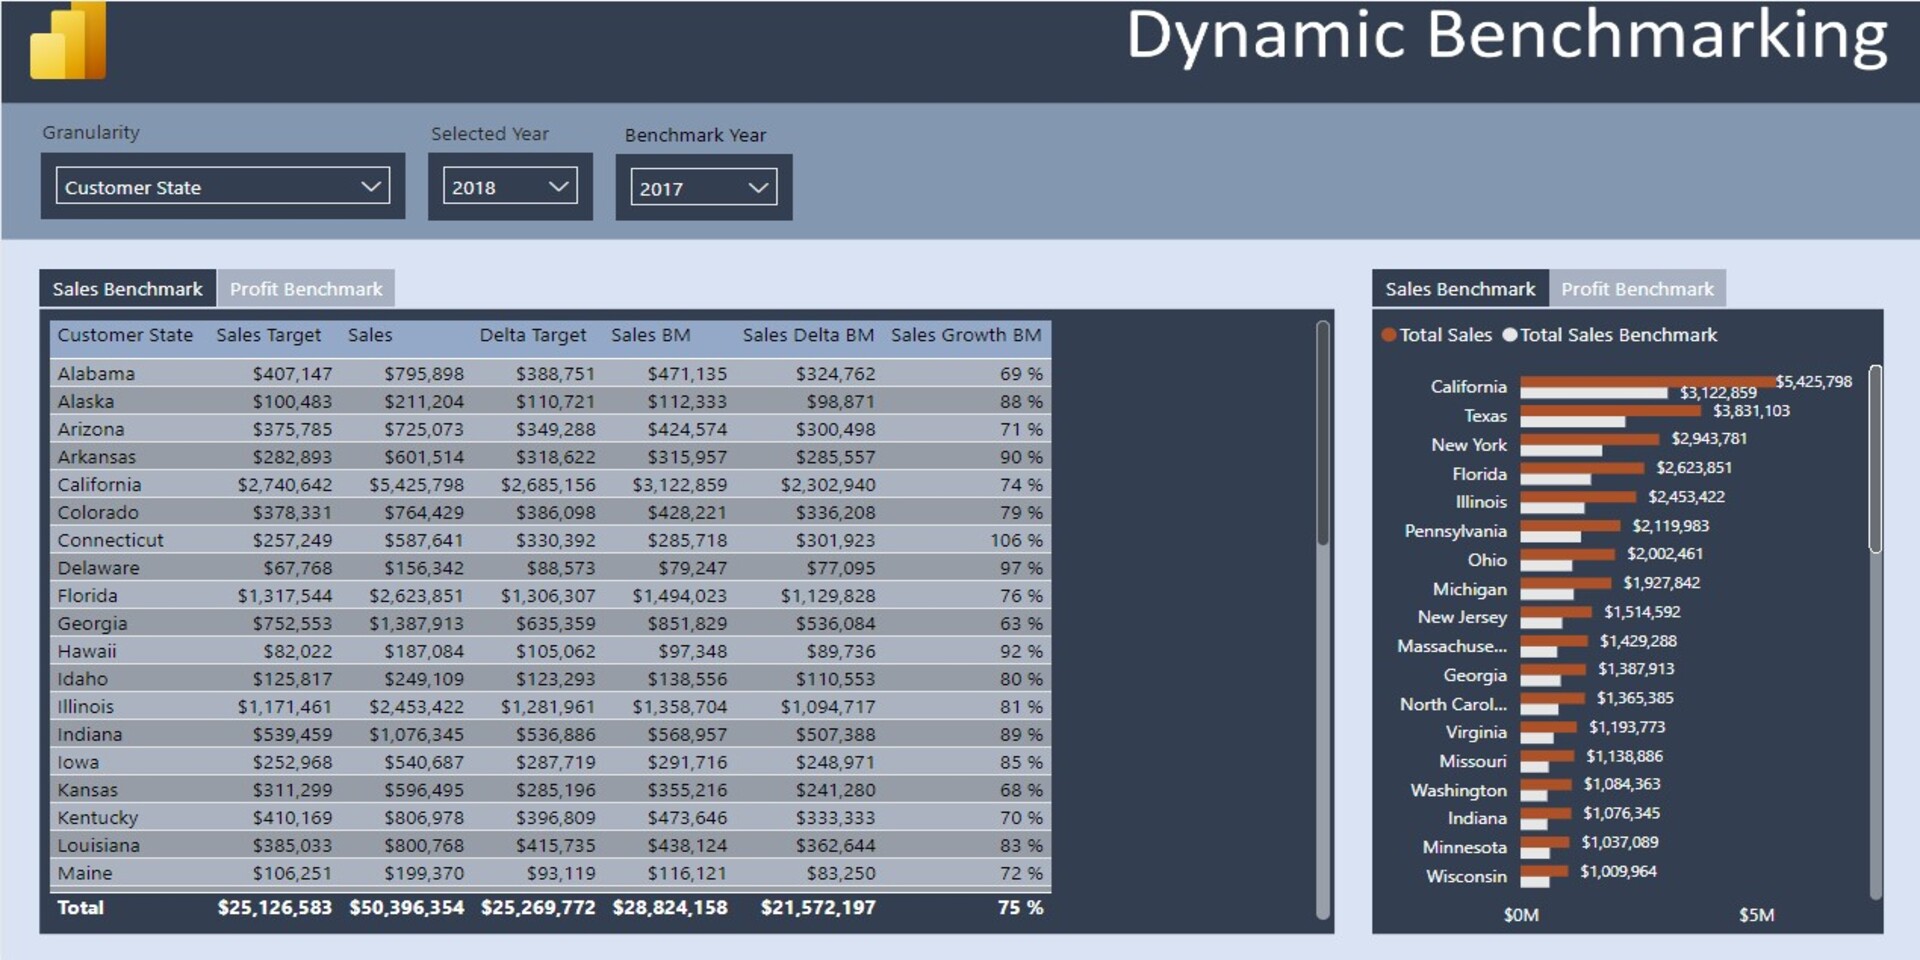 Dynamic Benchmarking
Granularity
Selected Year
Benchmark Year
Customer State
2018
2017
Sales Benchmark Profit Benchmark
Customer State Sales Target Sales Delta Target Sales BM Sales Delta BM Sales Growth BM
Alabama $407,147 $795,898 $388,751 $471,135 $324,762 69 %
Alaska $100,483 $211,204 $110,721 $112,333 $98,871 88 %
Arizona $375,785 $725,073 $349,288 $424,574 $300,498 71 %
Arkansas $282,893 $601,514 $318,622 $315,957 $285,557 90 %
California $2,740,642 $5,425,798 $2,685,156 $3,122,859 $2,302,940 74 %
Colorado $378,331 $764,429 $386,098 $428,221 $336,208 79 %
Connecticut $257,249 $587,641 $330,392 $285,718 $301,923 106 %
Delaware $67,768 $156,342 $88,573 $79,247 $77,095 97 %
Florida $1,317,544 $2,623,851 $1,306,307 $1,494,023 $1,129,828 76 %
Georgia $752,553 $1,387,913 $635,359 $851,829 $536,084 63 %
Hawaii $82,022 $187,084 $105,062 $97,348 $89,736 92 %
Idaho $125,817 $249,109 $123,293 $138,556 $110,553 80 %
Illinois $1,171,461 $2,453,422 $1,281,961 $1,358,704 $1,094,717 81 %
Indiana $539,459 $1,076,345 $536,886 $568,957 $507,388 89 %
Iowa $252,968 $540,687 $287,719 $291,716 $248,971 85 %
Kansas $311,299 $596,495 $285,196 $355,216 $241,280 68 %
Kentucky $410,169 $806,978 $396,809 $473,646 $333,333 70 %
Louisiana $385,033 $800,768 $415,735 $438,124 $362,644 83 %
Maine $106,251 $199,370 $93,119 $116,121 $83,250 72 %
Total $25,126,583 $50,396,354 $25,269,772 $28,824,158 $21,572,197 75 %
Sales Benchmark Profit Benchmark
Total Sales Total Sales Benchmark
California $5,425,798
$3,122,859
Texas $3,831,103
New York $2,943,781
Florida $2,623,851
Illinois $2,453,422
Pennsylvania $2,119,983
Ohio $2,002,461
Michigan $1,927,842
New Jersey $1,514,592
Massachuse... $1,429,288
Georgia $1,387,913
North Carol... $1,365,385
Virginia $1,193,773
Missouri $1,138,886
Washington $1,084,363
Indiana $1,076,345
Minnesota $1,037,089
Wisconsin $1,009,964
$0M $5M